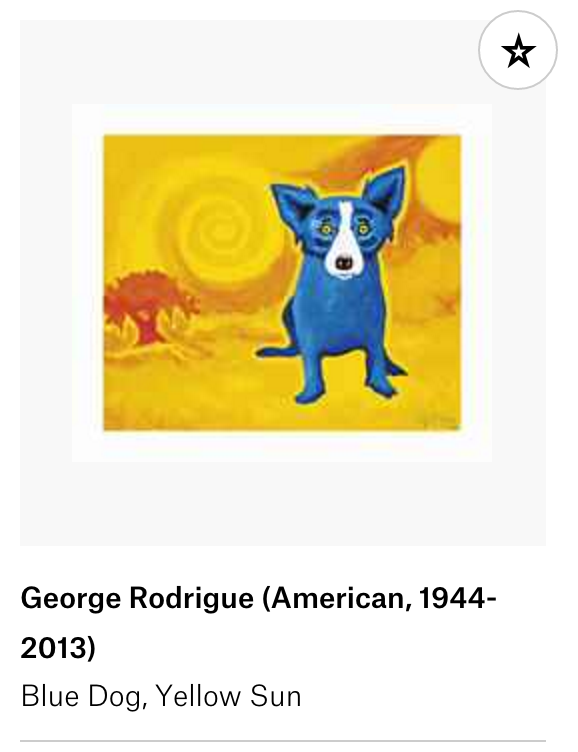 George Rodrigue (American, 1944-
2013)
Blue Dog, Yellow Sun